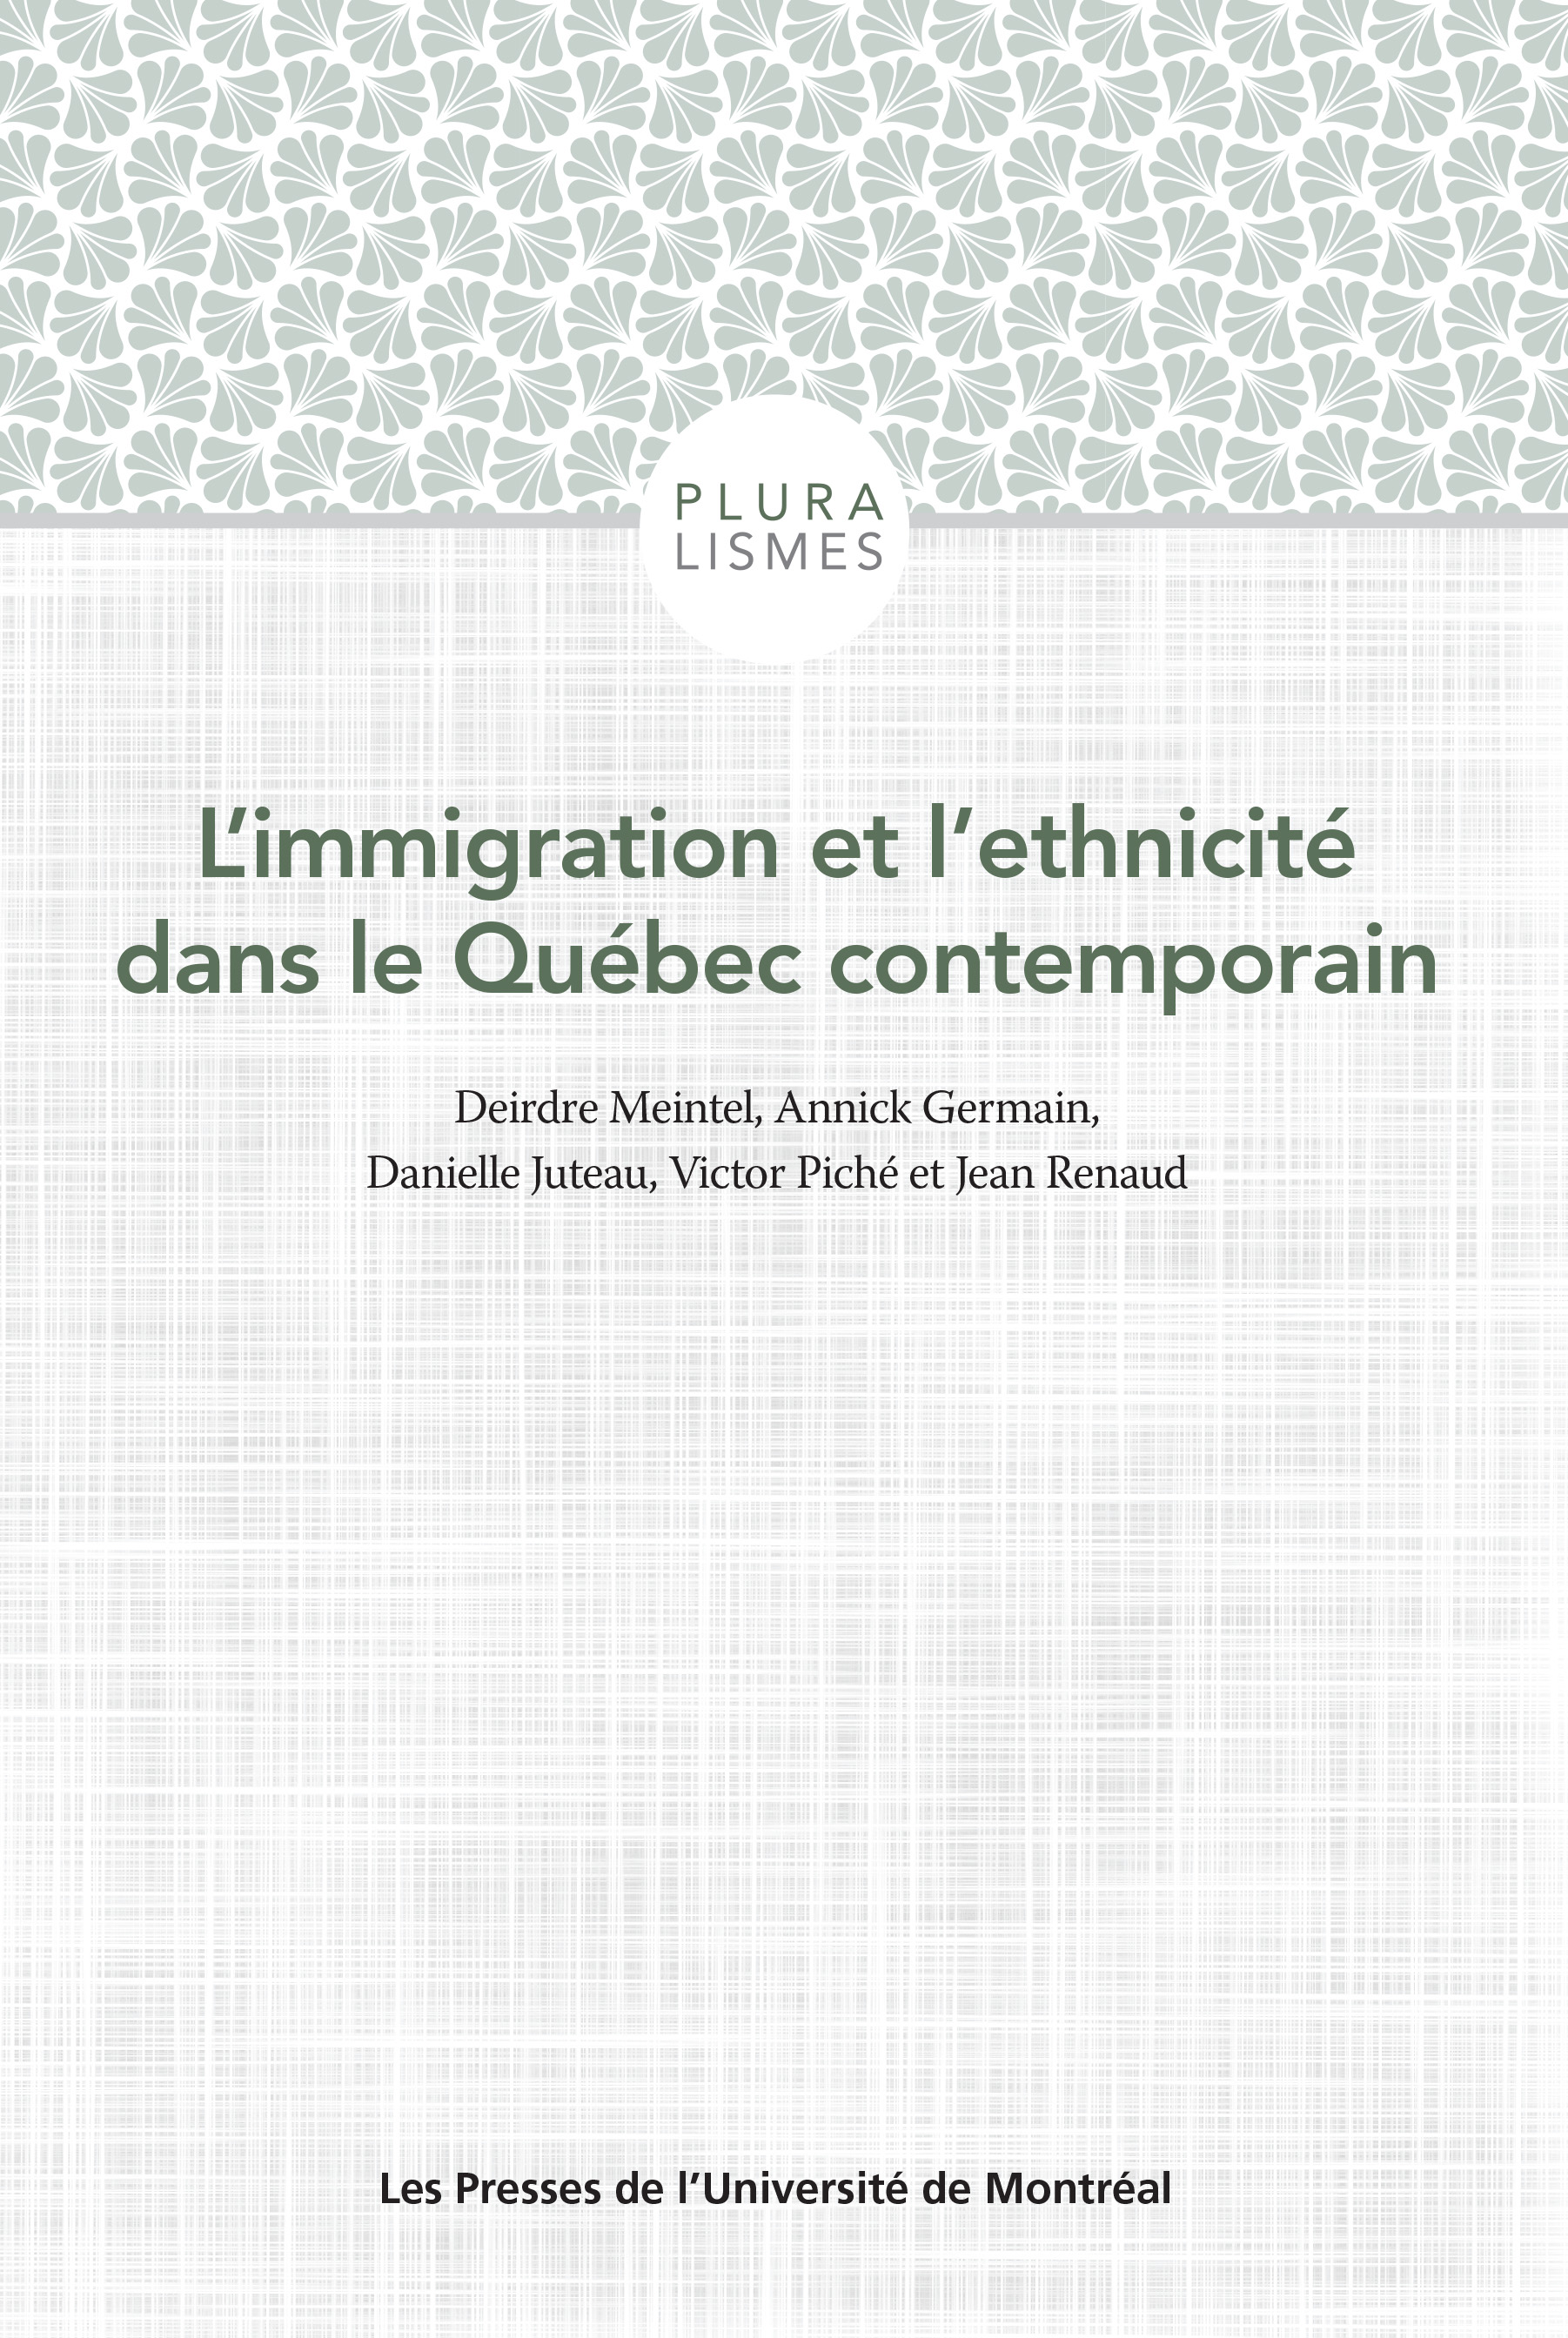 PLURA
LISMES
L’immigration et l’ethnicité
dans le Québec contemporain
Deirdre Meintel, Annick Germain,
Danielle Juteau, Victor Piché et Jean Renaud
Les Presses de l’Université de Montréal